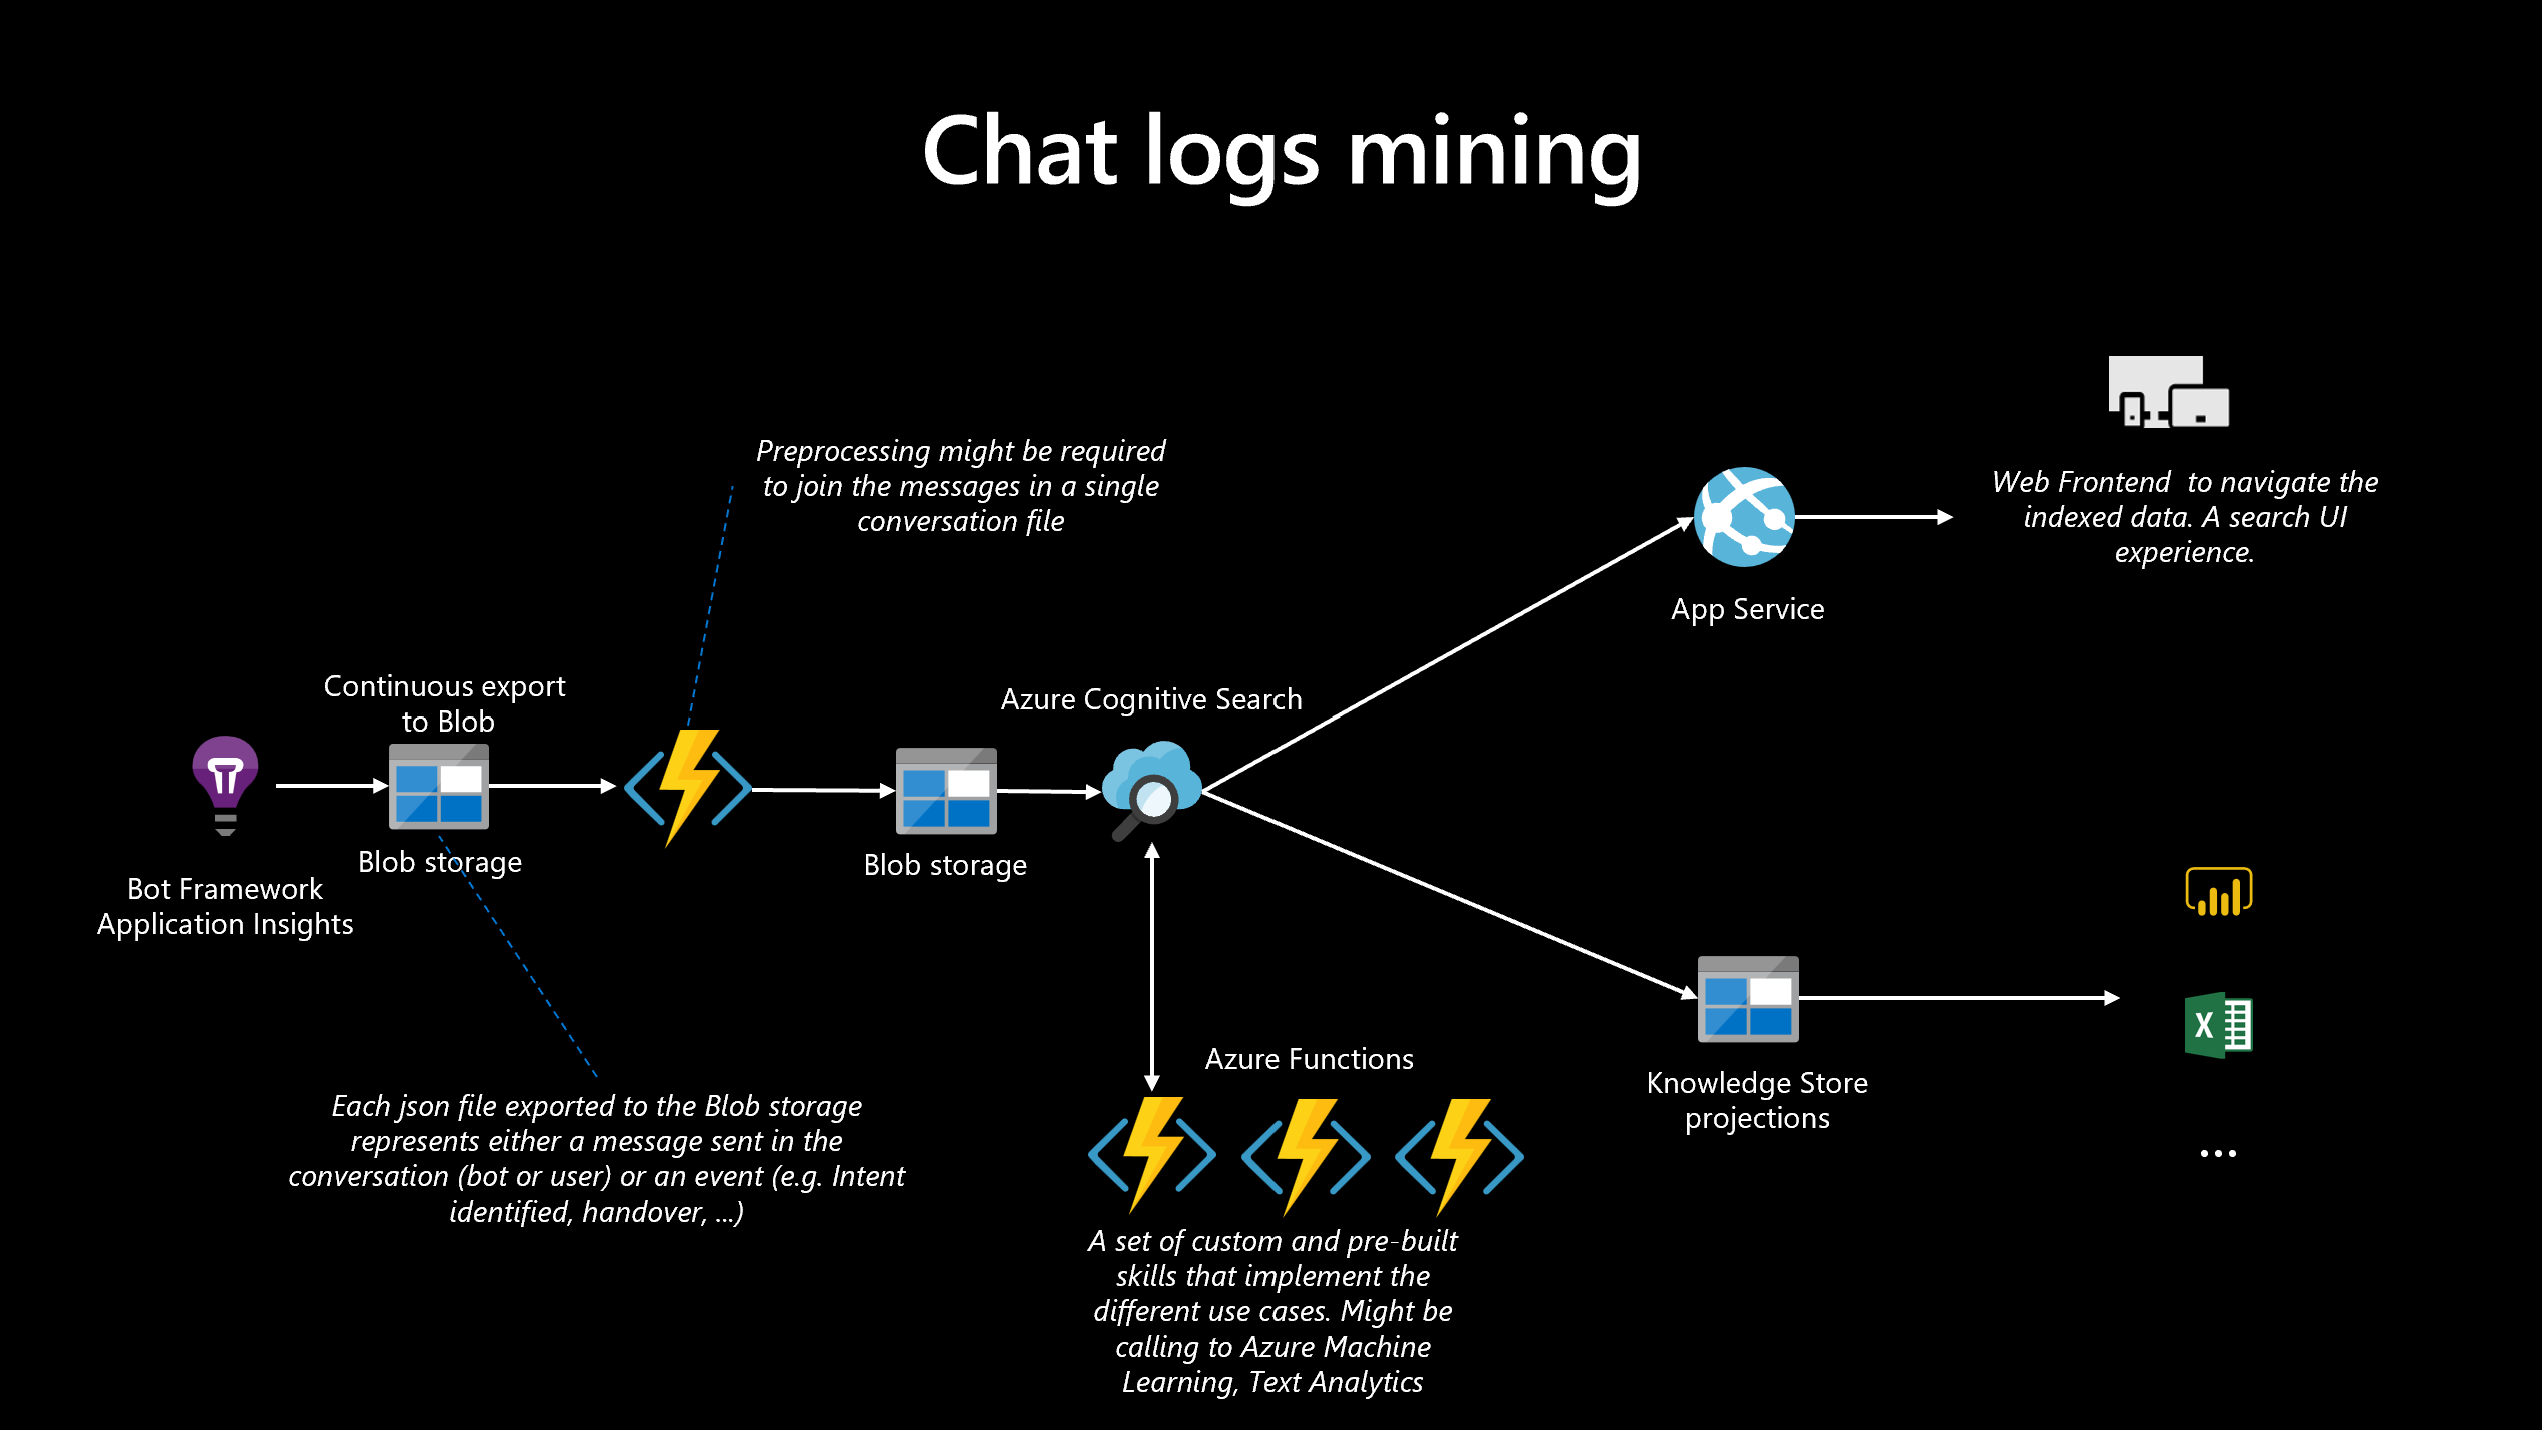 Chat logs mining
Preprocessing might be required
to join the messages in a single
conversation file
Web Frontend  to navigate the
indexed data. A search UI
experience.
App Service
Continuous export
to Blob
Azure Cognitive Search
Blob storage
Blob storage
Bot Framework
Application Insights
Azure Functions
Knowledge Store
projections
Each json file exported to the Blob storage
represents either a message sent in the
conversation (bot or user) or an event (e.g. Intent
identified, handover, ...)
X
...
A set of custom and pre-built
skills that implement the
different use cases. Might be
calling to Azure Machine
Learning, Text Analytics